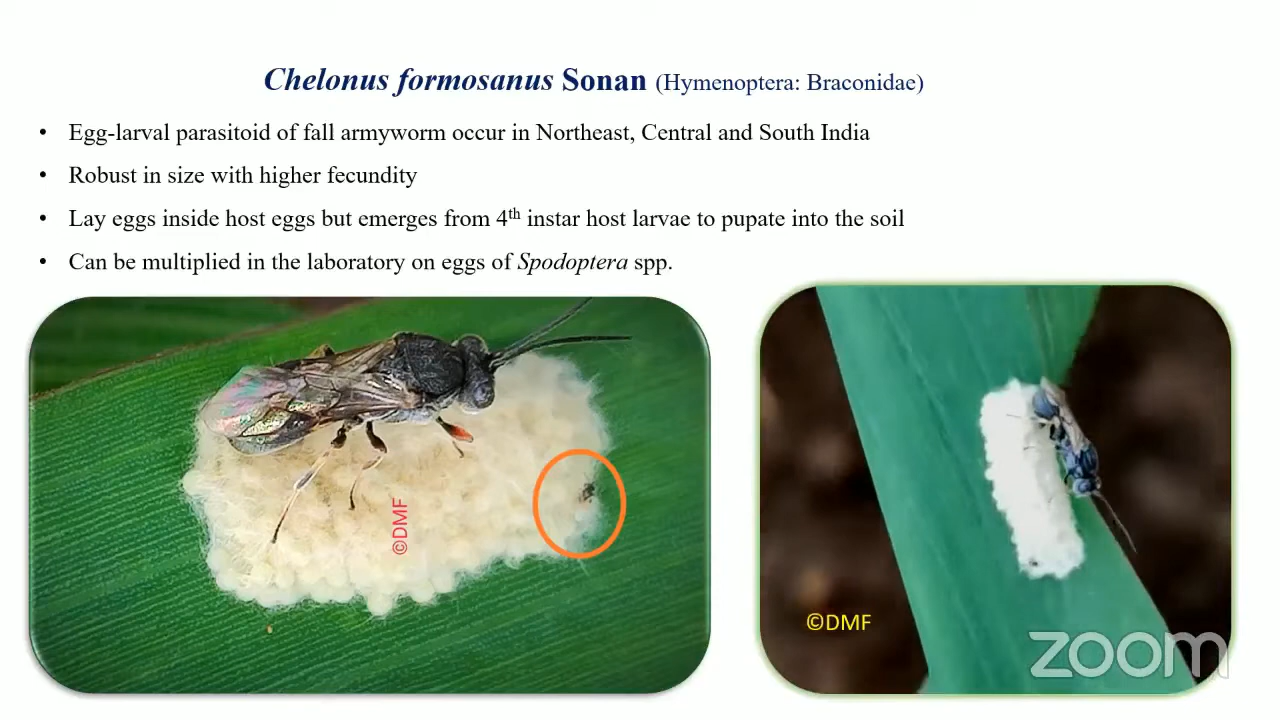 Chelonus formosanus Sonan (Hymenoptera: Braconidae)
• Egg-larval parasitoid of fall armyworm occur in Northeast, Central and South India
• Robust in size with higher fecundity
• Lay eggs inside host eggs but emerges from 4th instar host larvae to pupate into the soil
• Can be multiplied in the laboratory on eggs of Spodoptera spp.
©DMF
©DMF
zoom